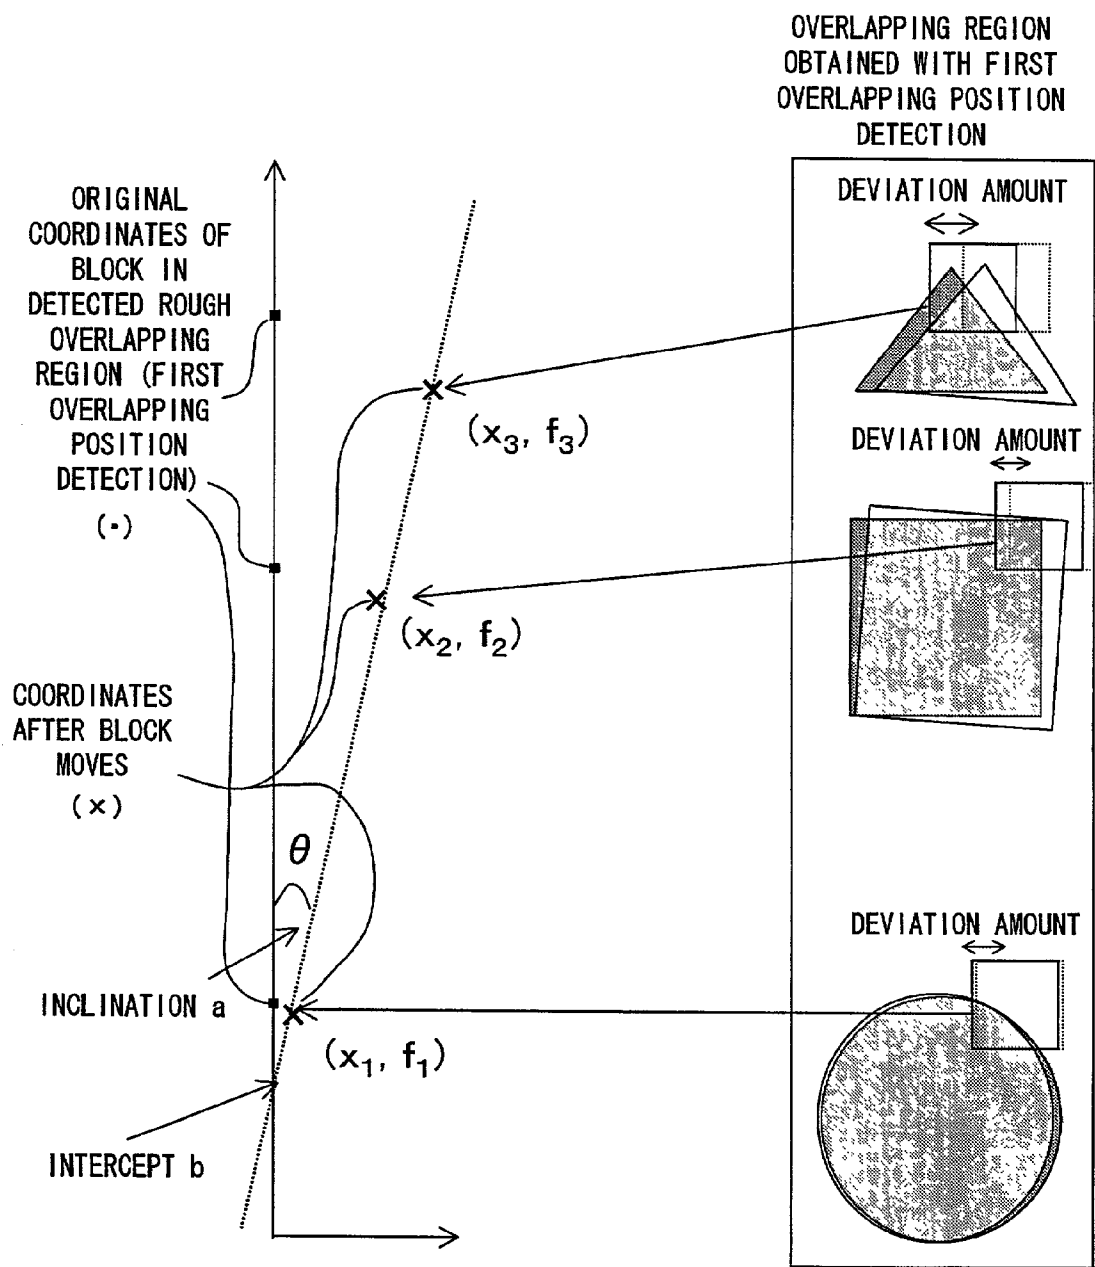 OVERLAPPING REGION
OBTAINED WITH FIRST
OVERLAPPING POSITION
DETECTION
ORIGINAL
COORDINATES OF
BLOCK IN
DETECTED ROUGH
OVERLAPPING
REGION (FIRST
OVERLAPPING
POSITION
DETECTION)
(▪)
DEVIATION AMOUNT
(x₃, f₃)
DEVIATION AMOUNT
(x₂, f₂)
COORDINATES
AFTER BLOCK
MOVES
(×)
θ
DEVIATION AMOUNT
INCLINATION a
(x₁, f₁)
INTERCEPT b